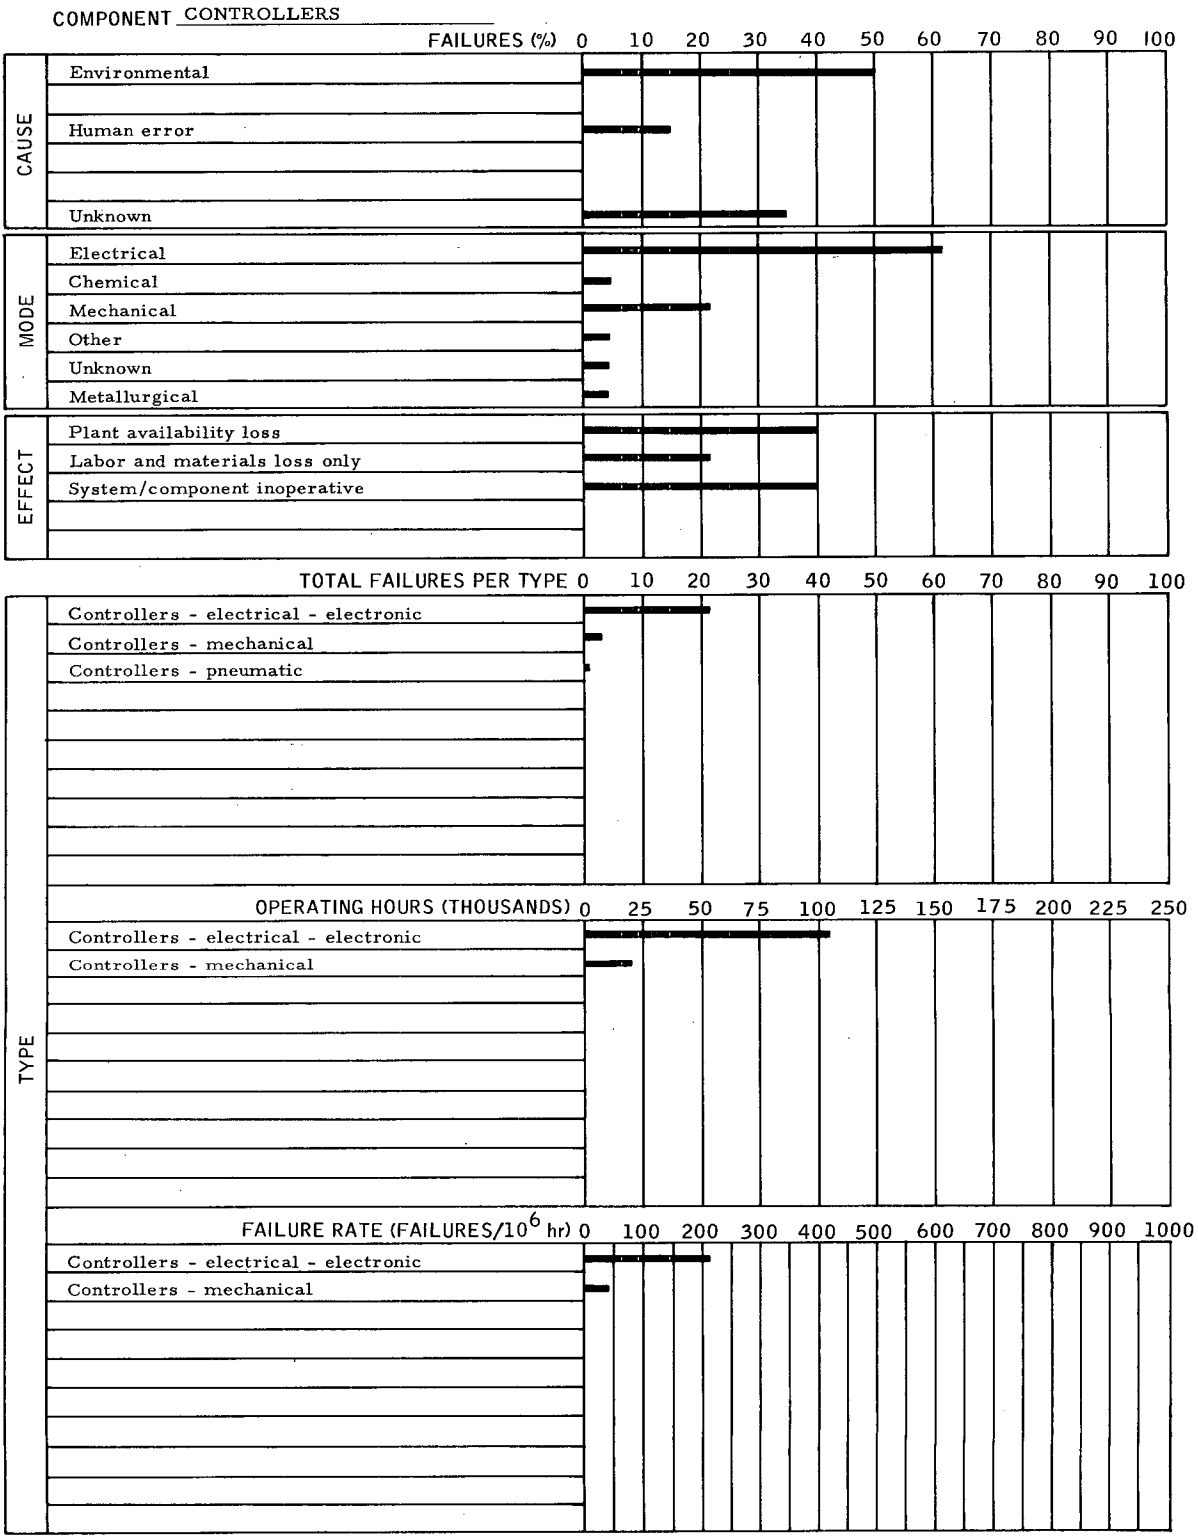 COMPONENT CONTROLLERS
FAILURES (%) 0 10 20 30 40 50 60 70 80 90 100
CAUSE
Environmental
Human error
Unknown
MODE
Electrical
Chemical
Mechanical
Other
Unknown
Metallurgical
EFFECT
Plant availability loss
Labor and materials loss only
System/component inoperative
TOTAL FAILURES PER TYPE 0 10 20 30 40 50 60 70 80 90 100
TYPE
Controllers - electrical - electronic
Controllers - mechanical
Controllers - pneumatic
OPERATING HOURS (THOUSANDS) 0 25 50 75 100 125 150 175 200 225 250
Controllers - electrical - electronic
Controllers - mechanical
FAILURE RATE (FAILURES/10^6 hr) 0 100 200 300 400 500 600 700 800 900 1000
Controllers - electrical - electronic
Controllers - mechanical